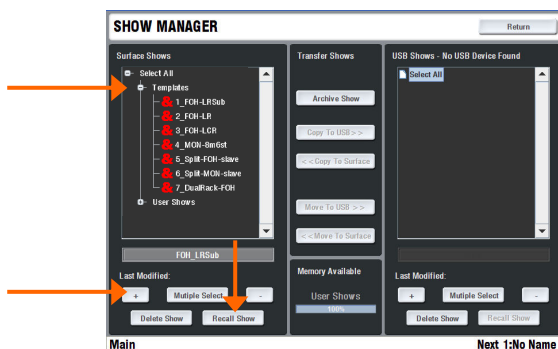 SHOW MANAGER
Return
Surface Shows
Select All
Templates
1_FOH-LRSub
2_FOH-LR
3_FOH-LCR
4_MON-8m6st
5_Split-FOH-slave
6_Split-MON-slave
7_DualRack-FOH
User Shows
FOH_LRSub
Last Modified:
+
Mutiple Select
-
Delete Show
Recall Show
Transfer Shows
Archive Show
Copy To USB >>
<<Copy To Surface
Move To USB >>
<<Move To Surface
Memory Available
User Shows
100%
USB Shows - No USB Device Found
Select All
Last Modified:
+
Mutiple Select
-
Delete Show
Recall Show
Main
Next 1:No Name